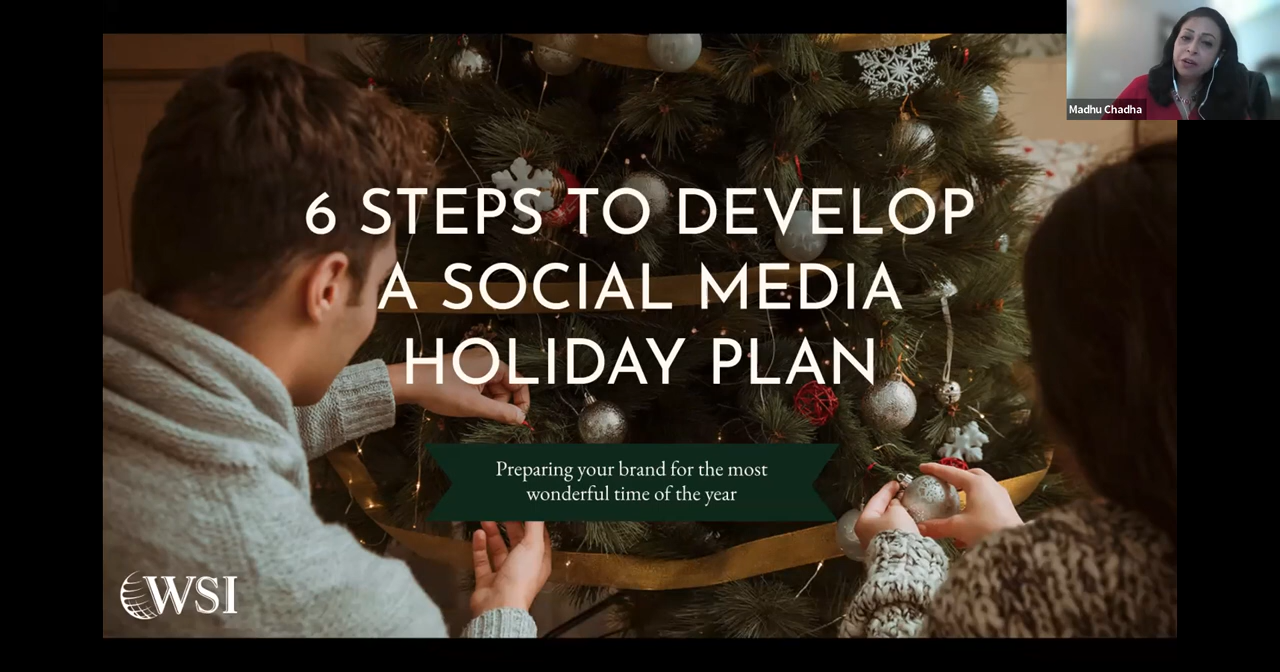 Madhu Chadha
6 STEPS TO DEVELOP
A SOCIAL MEDIA
HOLIDAY PLAN
Preparing your brand for the most
wonderful time of the year
WSI